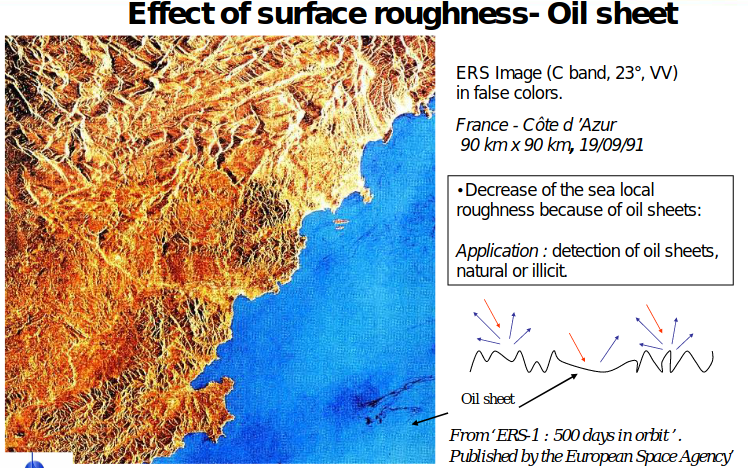 Effect of surface roughness- Oil sheet
ERS Image (C band, 23°, VV)
in false colors.
France - Côte d 'Azur
90 km x 90 km, 19/09/91
•Decrease of the sea local
roughness because of oil sheets:
Application : detection of oil sheets,
natural or illicit.
Oil sheet
From‘ ERS-1 : 500 days in orbit ’ .
Published by the European Space Agency’